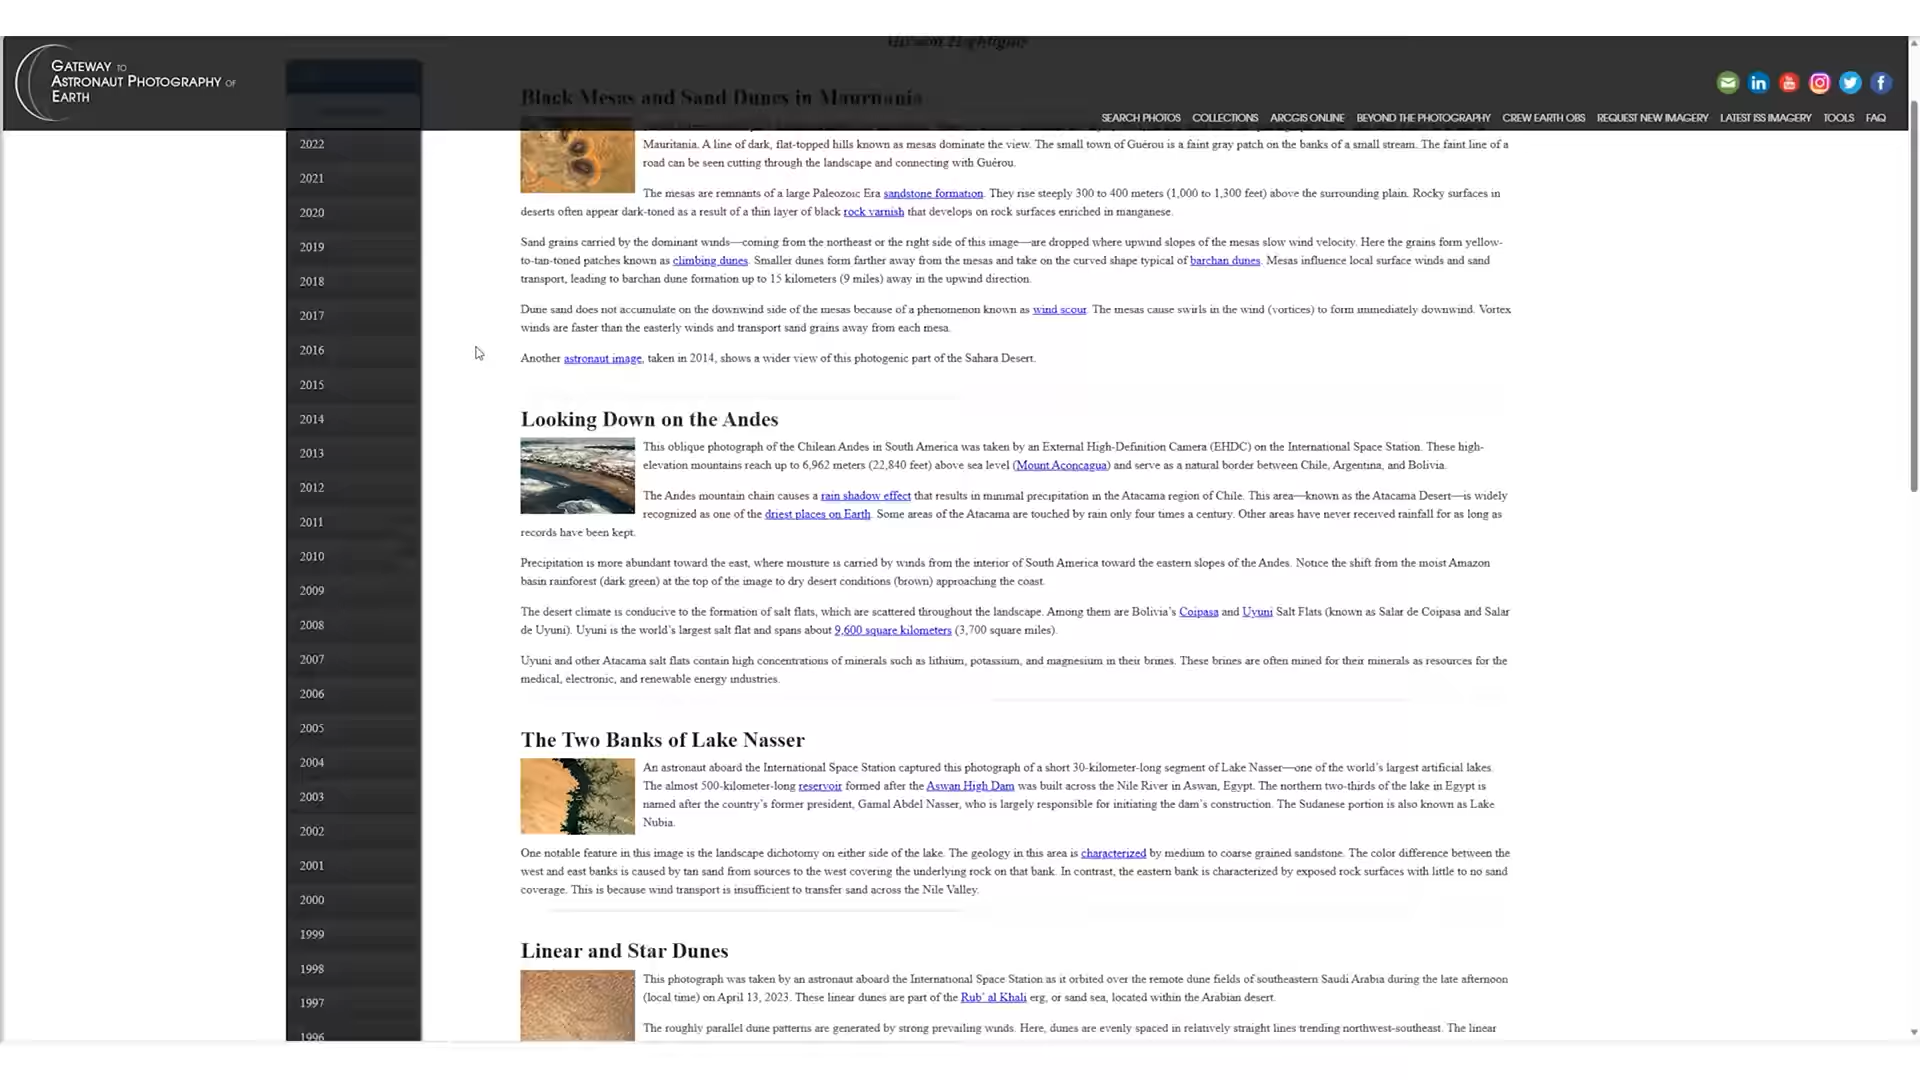 GATEWAY TO
ASTRONAUT PHOTOGRAPHY OF
EARTH
SEARCH PHOTOS COLLECTIONS ARCGIS ONLINE BEYOND THE PHOTOGRAPHY CREW EARTH OBS REQUEST NEW IMAGERY LATEST ISS IMAGERY TOOLS FAQ
2022
2021
2020
2019
2018
2017
2016
2015
2014
2013
2012
2011
2010
2009
2008
2007
2006
2005
2004
2003
2002
2001
2000
1999
1998
1997
1996
Black Mesas and Sand Dunes in Mauritania
Mauritania. A line of dark, flat-topped hills known as mesas dominate the view. The small town of Guérou is a faint gray patch on the banks of a small stream. The faint line of a
road can be seen cutting through the landscape and connecting with Guérou.
The mesas are remnants of a large Paleozoic Era sandstone formation. They rise steeply 300 to 400 meters (1,000 to 1,300 feet) above the surrounding plain. Rocky surfaces in
deserts often appear dark-toned as a result of a thin layer of black rock varnish that develops on rock surfaces enriched in manganese.
Sand grains carried by the dominant winds—coming from the northeast or the right side of this image—are dropped where upwind slopes of the mesas slow wind velocity. Here the grains form yellow-
to-tan-toned patches known as climbing dunes. Smaller dunes form farther away from the mesas and take on the curved shape typical of barchan dunes. Mesas influence local surface winds and sand
transport, leading to barchan dune formation up to 15 kilometers (9 miles) away in the upwind direction.
Dune sand does not accumulate on the downwind side of the mesas because of a phenomenon known as wind scour. The mesas cause swirls in the wind (vortices) to form immediately downwind. Vortex
winds are faster than the easterly winds and transport sand grains away from each mesa.
Another astronaut image, taken in 2014, shows a wider view of this photogenic part of the Sahara Desert.
Looking Down on the Andes
This oblique photograph of the Chilean Andes in South America was taken by an External High-Definition Camera (EHDC) on the International Space Station. These high-
elevation mountains reach up to 6,962 meters (22,840 feet) above sea level (Mount Aconcagua) and serve as a natural border between Chile, Argentina, and Bolivia.
The Andes mountain chain causes a rain shadow effect that results in minimal precipitation in the Atacama region of Chile. This area—known as the Atacama Desert—is widely
recognized as one of the driest places on Earth. Some areas of the Atacama are touched by rain only four times a century. Other areas have never received rainfall for as long as
records have been kept.
Precipitation is more abundant toward the east, where moisture is carried by winds from the interior of South America toward the eastern slopes of the Andes. Notice the shift from the moist Amazon
basin rainforest (dark green) at the top of the image to dry desert conditions (brown) approaching the coast.
The desert climate is conducive to the formation of salt flats, which are scattered throughout the landscape. Among them are Bolivia's Coipasa and Uyuni Salt Flats (known as Salar de Coipasa and Salar
de Uyuni). Uyuni is the world's largest salt flat and spans about 9,600 square kilometers (3,700 square miles).
Uyuni and other Atacama salt flats contain high concentrations of minerals such as lithium, potassium, and magnesium in their brines. These brines are often mined for their minerals as resources for the
medical, electronic, and renewable energy industries.
The Two Banks of Lake Nasser
An astronaut aboard the International Space Station captured this photograph of a short 30-kilometer-long segment of Lake Nasser—one of the world's largest artificial lakes.
The almost 500-kilometer-long reservoir formed after the Aswan High Dam was built across the Nile River in Aswan, Egypt. The northern two-thirds of the lake in Egypt is
named after the country's former president, Gamal Abdel Nasser, who is largely responsible for initiating the dam's construction. The Sudanese portion is also known as Lake
Nubia.
One notable feature in this image is the landscape dichotomy on either side of the lake. The geology in this area is characterized by medium to coarse grained sandstone. The color difference between the
west and east banks is caused by tan sand from sources to the west covering the underlying rock on that bank. In contrast, the eastern bank is characterized by exposed rock surfaces with little to no sand
coverage. This is because wind transport is insufficient to transfer sand across the Nile Valley.
Linear and Star Dunes
This photograph was taken by an astronaut aboard the International Space Station as it orbited over the remote dune fields of southeastern Saudi Arabia during the late afternoon
(local time) on April 13, 2023. These linear dunes are part of the Rub' al Khali erg, or sand sea, located within the Arabian desert.
The roughly parallel dune patterns are generated by strong prevailing winds. Here, dunes are evenly spaced in relatively straight lines trending northwest-southeast. The linear